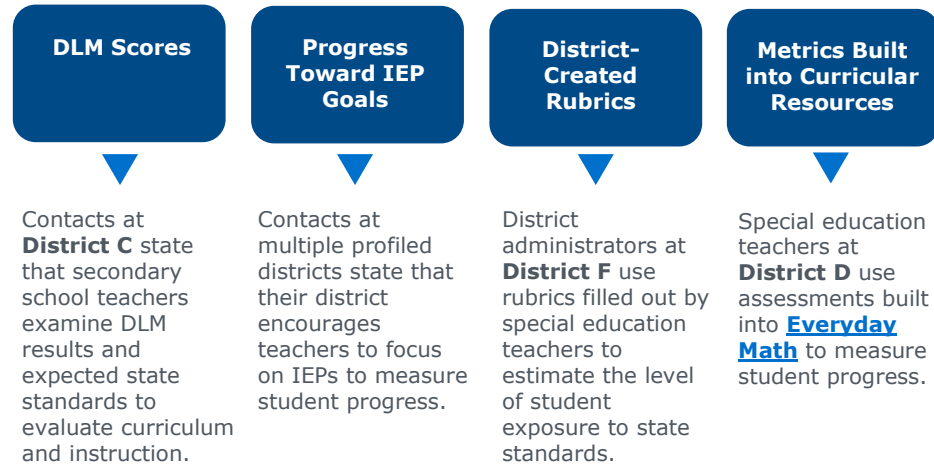 DLM Scores
Contacts at
District C state
that secondary
school teachers
examine DLM
results and
expected state
standards to
evaluate curriculum
and instruction.
Progress
Toward IEP
Goals
Contacts at
multiple profiled
districts state that
their district
encourages
teachers to focus
on IEPs to measure
student progress.
District-
Created
Rubrics
District
administrators at
District F use
rubrics filled out by
special education
teachers to
estimate the level
of student
exposure to state
standards.
Metrics Built
into Curricular
Resources
Special education
teachers at
District D use
assessments built
into Everyday
Math to measure
student progress.